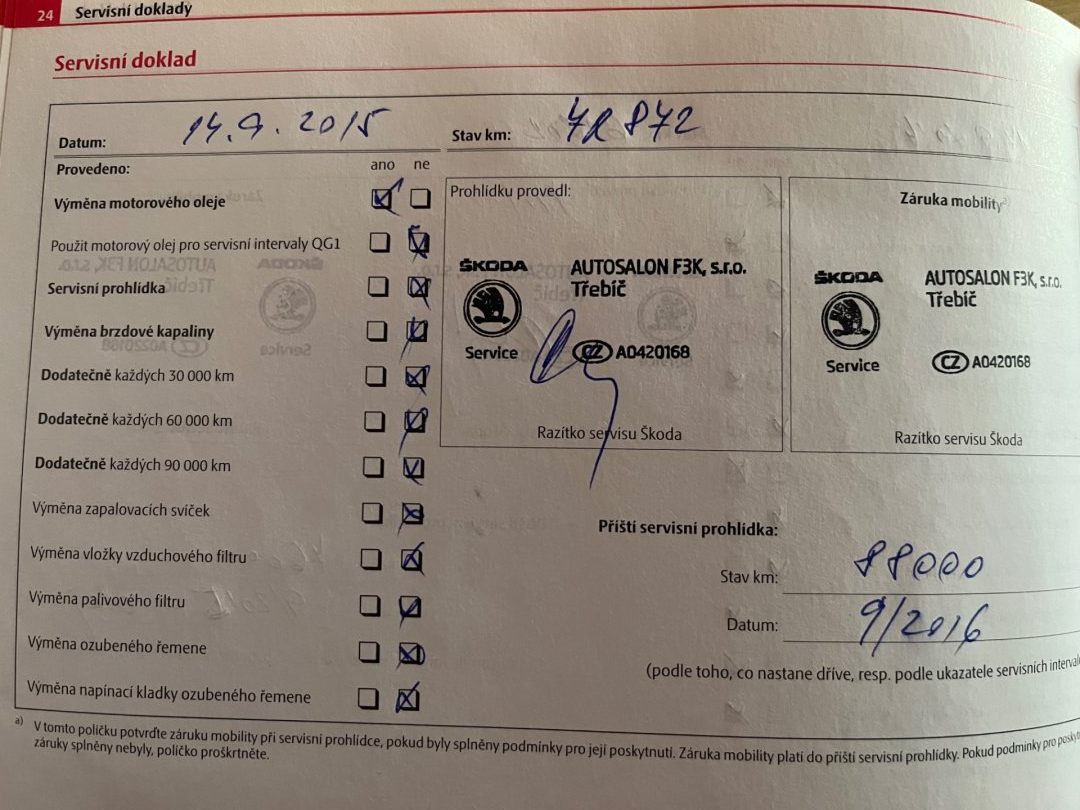 24 Servisní doklady
Servisní doklad
Datum: 14.9.2015 Stav km: 72872
Provedeno: ano ne
Výměna motorového oleje
Použit motorový olej pro servisní intervaly QG1
Servisní prohlídka
Výměna brzdové kapaliny
Dodatečně každých 30 000 km
Dodatečně každých 60 000 km
Dodatečně každých 90 000 km
Výměna zapalovacích svíček
Výměna vložky vzduchového filtru
Výměna palivového filtru
Výměna ozubeného řemene
Výměna napínací kladky ozubeného řemene
Prohlídku provedl:
ŠKODA AUTOSALON F3K, s.r.o.
Třebíč
Service CZ A0420168
Razítko servisu Škoda
Záruka mobility a)
ŠKODA AUTOSALON F3K, s.r.o.
Třebíč
Service CZ A0420168
Razítko servisu Škoda
Příští servisní prohlídka:
Stav km: 88000
Datum: 9/2016
(podle toho, co nastane dříve, resp. podle ukazatele servisních
a) V tomto políčku potvrďte záruku mobility při servisní prohlídce, pokud byly splněny podmínky pro její poskytnutí. Záruka mobility platí do příští servisní prohlídky. Pokud podmínky pro
záruky splněny nebyly, políčko proškrtněte.